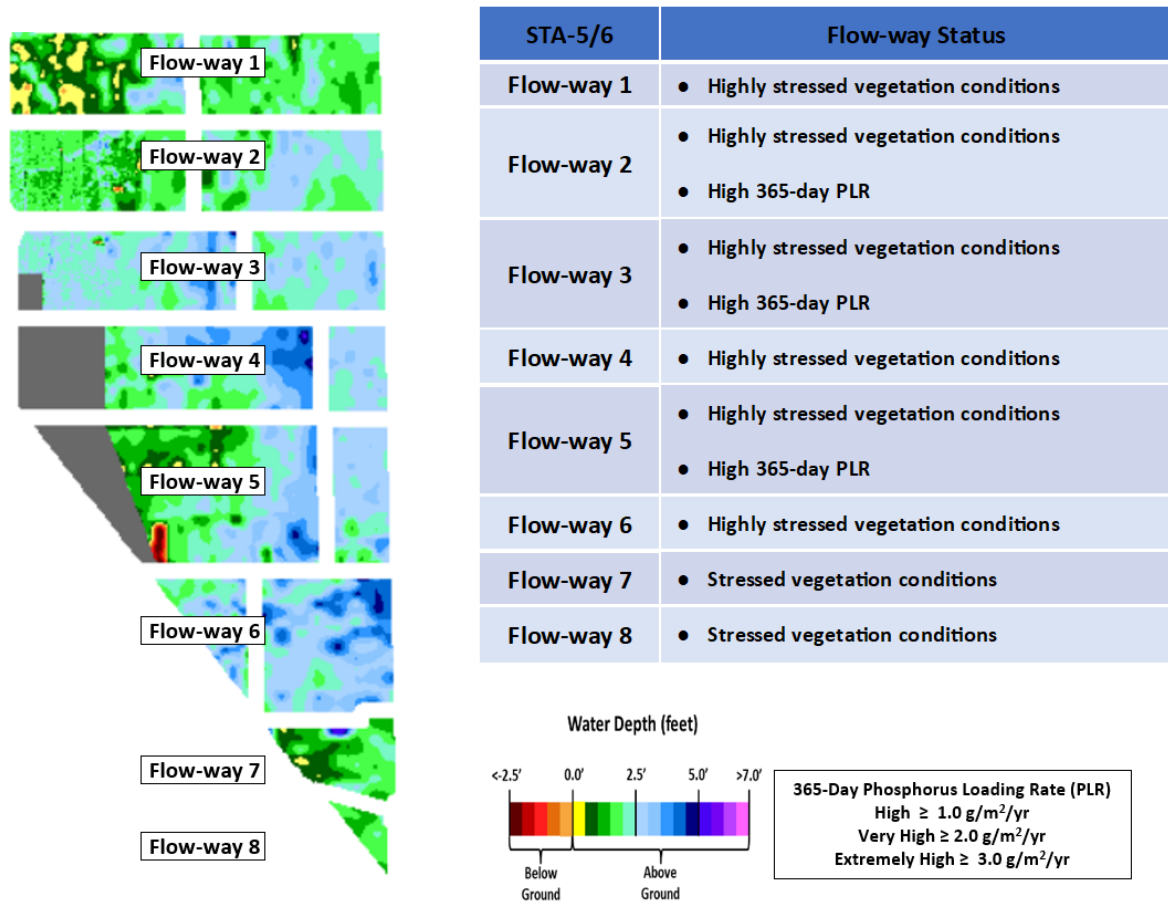 Flow-way 1
Flow-way 2
Flow-way 3
Flow-way 4
Flow-way 5
Flow-way 6
Flow-way 7
Flow-way 8
STA-5/6 Flow-way Status
Flow-way 1 ● Highly stressed vegetation conditions
Flow-way 2 ● Highly stressed vegetation conditions
● High 365-day PLR
Flow-way 3 ● Highly stressed vegetation conditions
● High 365-day PLR
Flow-way 4 ● Highly stressed vegetation conditions
Flow-way 5 ● Highly stressed vegetation conditions
● High 365-day PLR
Flow-way 6 ● Highly stressed vegetation conditions
Flow-way 7 ● Stressed vegetation conditions
Flow-way 8 ● Stressed vegetation conditions
Water Depth (feet)
<-2.5' 0.0' 2.5' 5.0' >7.0'
Below Ground
Above Ground
365-Day Phosphorus Loading Rate (PLR)
High ≥ 1.0 g/m²/yr
Very High ≥ 2.0 g/m²/yr
Extremely High ≥ 3.0 g/m²/yr